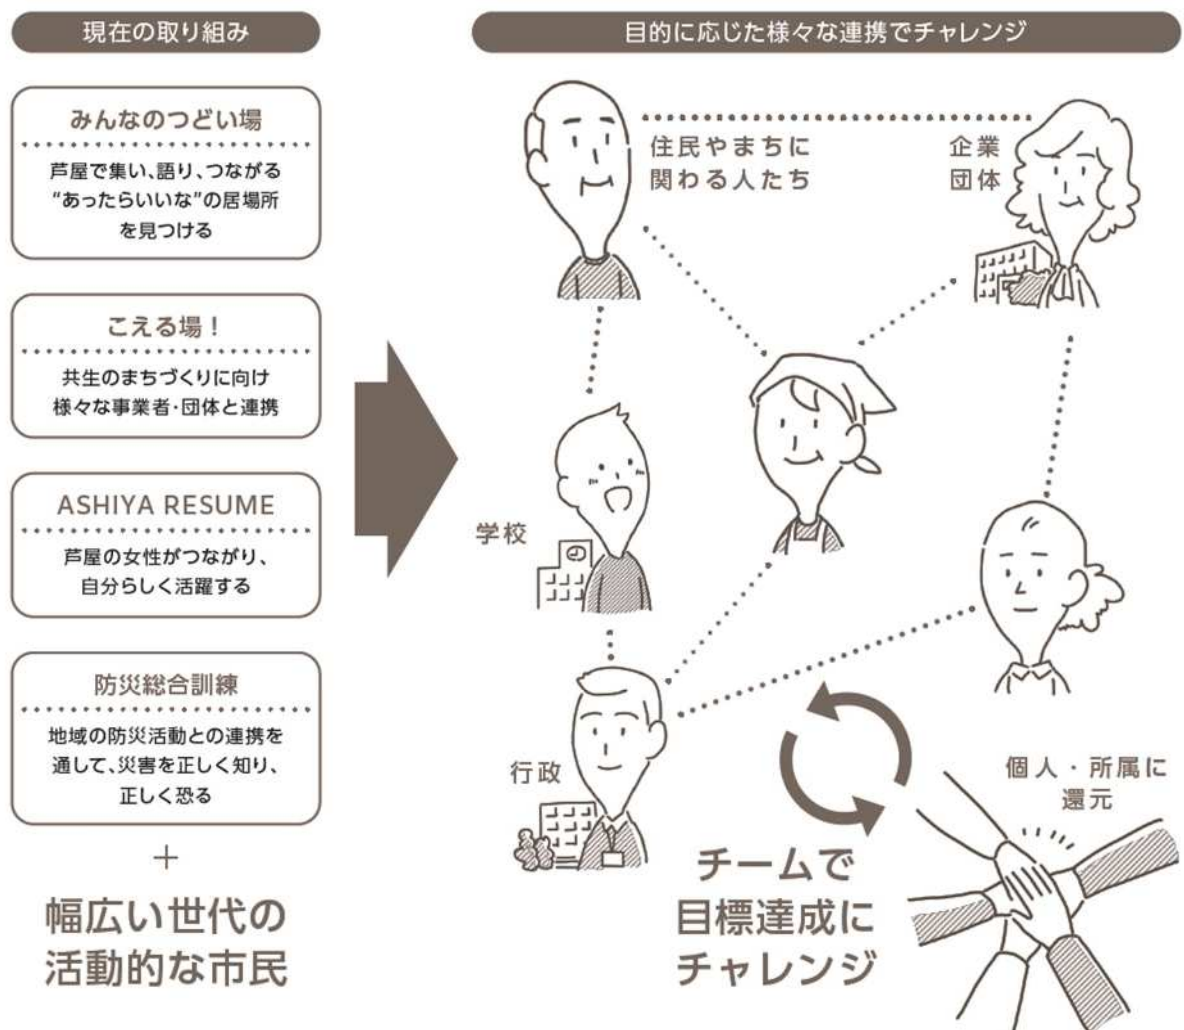 現在の取り組み
みんなのつどい場
芦屋で集い、語り、つながる
“あったらいいな”の居場所
を見つける
こえる場！
共生のまちづくりに向け
様々な事業者・団体と連携
ASHIYA RESUME
芦屋の女性がつながり、
自分らしく活躍する
防災総合訓練
地域の防災活動との連携を
通して、災害を正しく知り、
正しく恐る
＋
幅広い世代の
活動的な市民
目的に応じた様々な連携でチャレンジ
住民やまちに
関わる人たち
企業
団体
学校
行政
個人・所属に
還元
チームで
目標達成に
チャレンジ